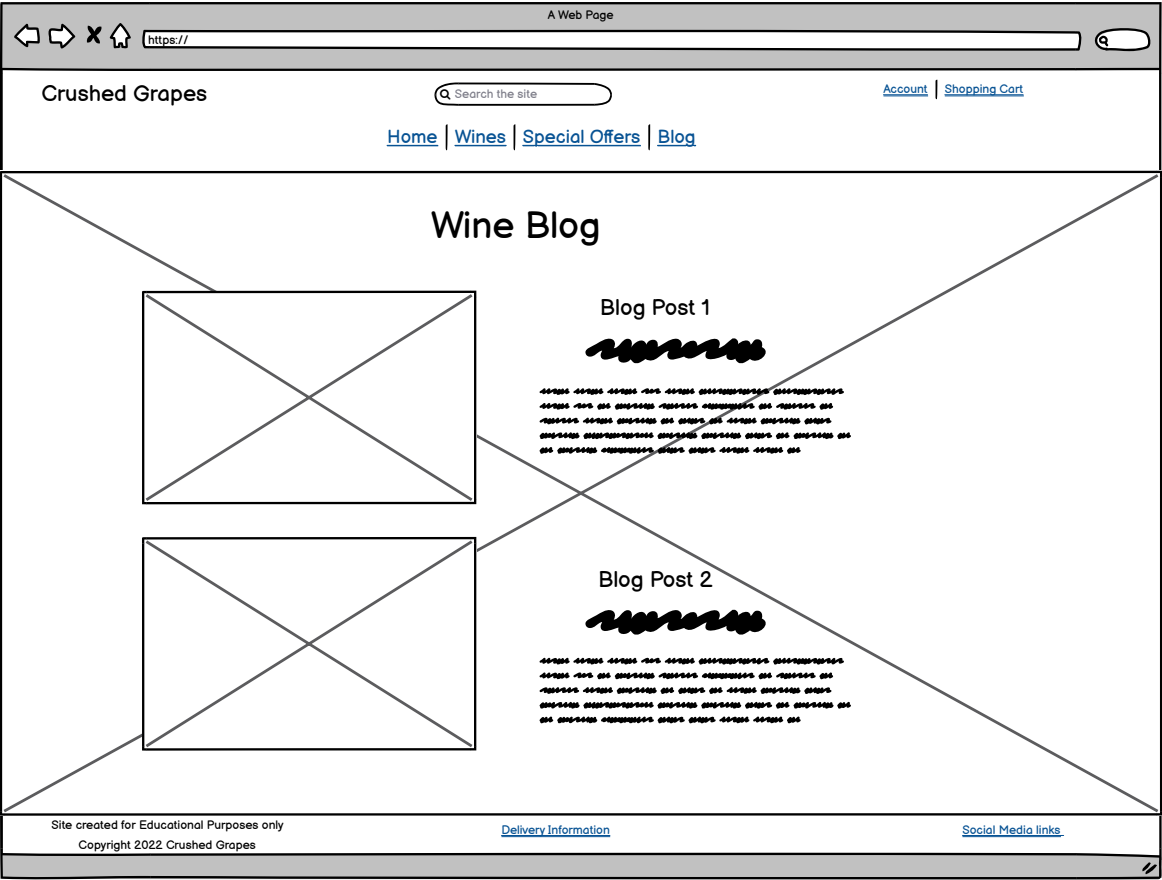 A Web Page
https://
Crushed Grapes
Search the site
Account | Shopping Cart
Home | Wines | Special Offers | Blog
Wine Blog
Blog Post 1
Blog Post 2
Site created for Educational Purposes only
Copyright 2022 Crushed Grapes
Delivery Information
Social Media links